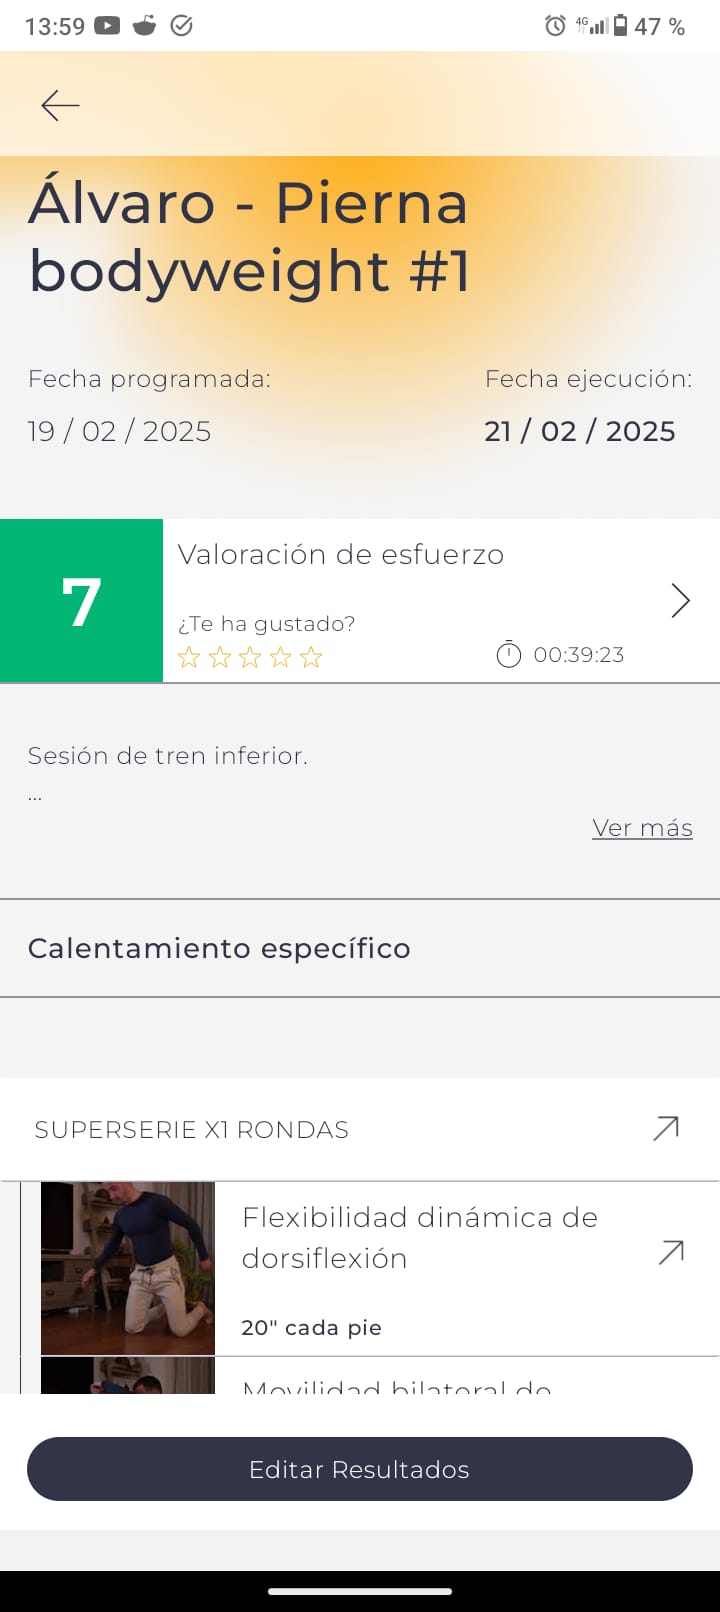 13:59
4G
47 %
Álvaro - Pierna
bodyweight #1
Fecha programada:
Fecha ejecución:
19 / 02 / 2025
21 / 02 / 2025
7
Valoración de esfuerzo
¿Te ha gustado?
00:39:23
Sesión de tren inferior.
...
Ver más
Calentamiento específico
SUPERSERIE X1 RONDAS
Flexibilidad dinámica de
dorsiflexión
20" cada pie
Movilidad bilateral de
Editar Resultados